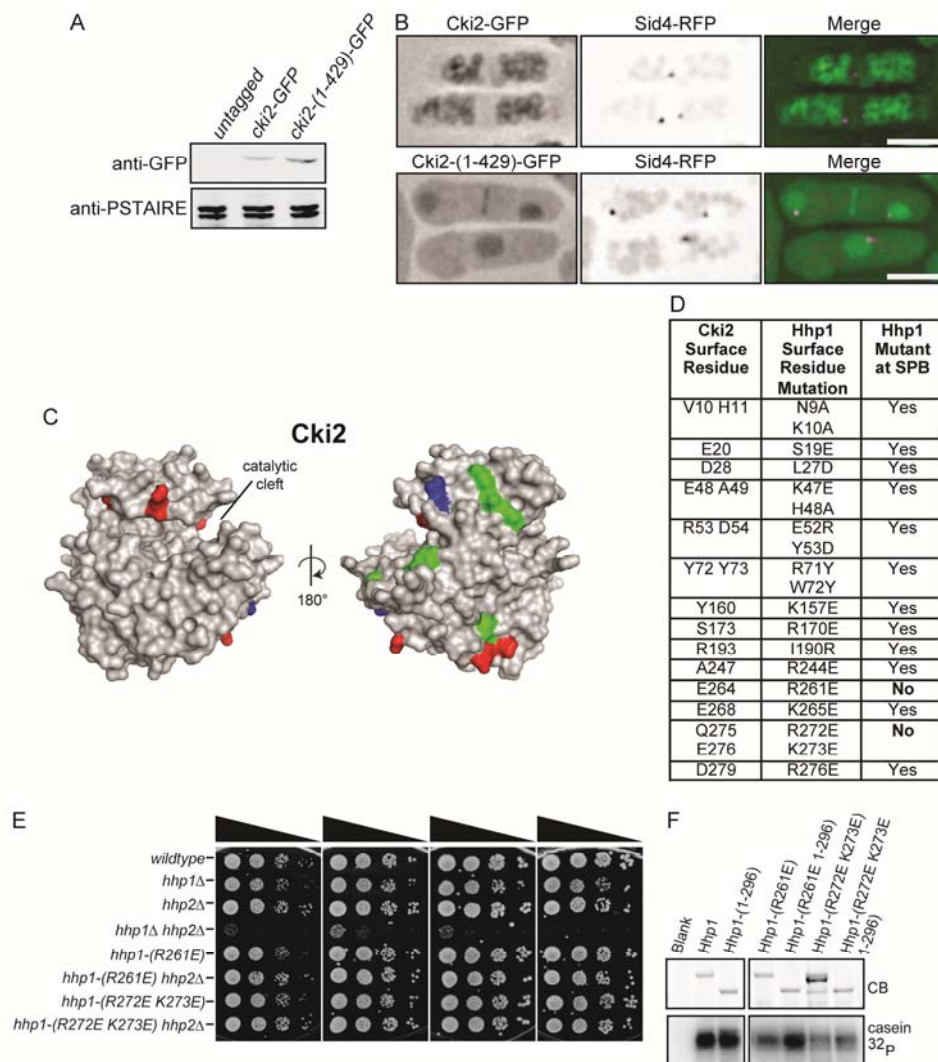 A
untagged
cki2-GFP
cki2-(1-429)-GFP
anti-GFP
anti-PSTAIRE
B
Cki2-GFP Sid4-RFP Merge
Cki2-(1-429)-GFP Sid4-RFP Merge
C
Cki2
catalytic
cleft
180°
D
Cki2 Surface Residue Hhp1 Surface Residue Mutation Hhp1 Mutant at SPB
V10 H11 N9A K10A Yes
E20 S19E Yes
D28 L27D Yes
E48 A49 K47E H48A Yes
R53 D54 E52R Y53D Yes
Y72 Y73 R71Y W72Y Yes
Y160 K157E Yes
S173 R170E Yes
R193 I190R Yes
A247 R244E Yes
E264 R261E No
E268 K265E Yes
Q275 E276 R272E K273E No
D279 R276E Yes
E
wildtype
hhp1Δ
hhp2Δ
hhp1Δ hhp2Δ
hhp1-(R261E)
hhp1-(R261E) hhp2Δ
hhp1-(R272E K273E)
hhp1-(R272E K273E) hhp2Δ
F
Blank
Hhp1
Hhp1-(1-296)
Hhp1-(R261E)
Hhp1-(R261E 1-296)
Hhp1-(R272E K273E)
Hhp1-(R272E K273E
1-296)
CB
casein
32P